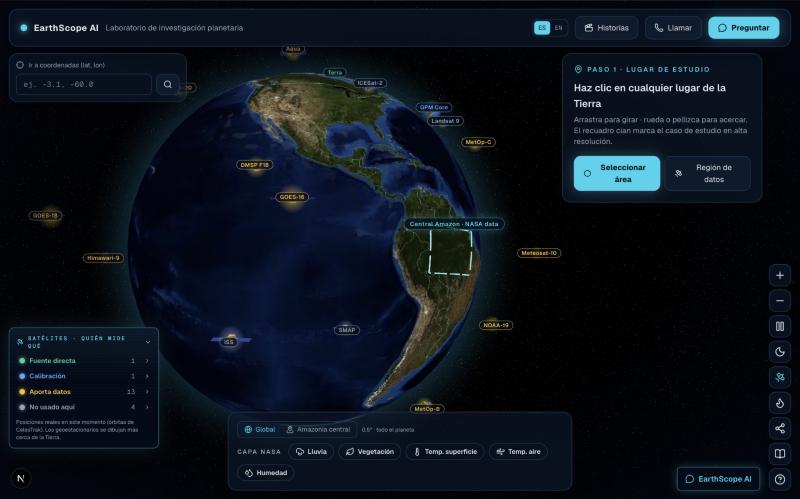 EarthScope AI
Laboratorio de investigación planetaria
ES
EN
Historias
Llamar
Preguntar
Ir a coordenadas (lat, lon)
ej. -3.1, -60.0
Aqua
Terra
ICESat-2
GPM Core
Landsat 9
MetOp-C
DMSP F18
GOES-16
GOES-18
Himawari-9
Central Amazon · NASA data
Meteosat-10
NOAA-19
SMAP
ISS
MetOp-B
PASO 1 · LUGAR DE ESTUDIO
Haz clic en cualquier lugar de la
Tierra
Arrastra para girar · rueda o pellizca para acercar.
El recuadro cian marca el caso de estudio en alta
resolución.
Seleccionar
área
Región de
datos
SATÉLITES · QUIÉN MIDE
QUÉ
Fuente directa 1
Calibración 1
Aporta datos 13
No usado aquí 4
Posiciones reales en este momento (órbitas de
CelesTrak). Los geoestacionarios se dibujan más
cerca de la Tierra.
Global
Amazonia central
0,5° · todo el planeta
CAPA NASA
Lluvia
Vegetación
Temp. superficie
Temp. aire
Humedad
EarthScope AI
N